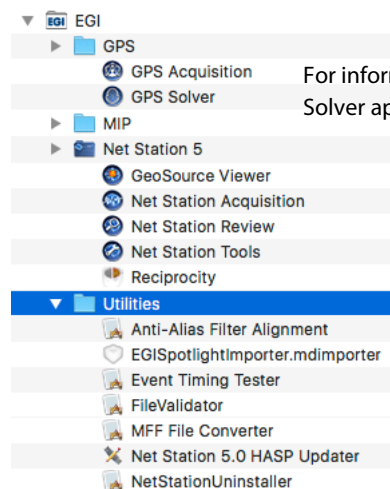 EGI EGI
GPS
GPS Acquisition
GPS Solver
For infor
Solver ap
MIP
Net Station 5
GeoSource Viewer
Net Station Acquisition
Net Station Review
Net Station Tools
Reciprocity
Utilities
Anti-Alias Filter Alignment
EGISpotlightImporter.mdimporter
Event Timing Tester
FileValidator
MFF File Converter
Net Station 5.0 HASP Updater
NetStationUninstaller